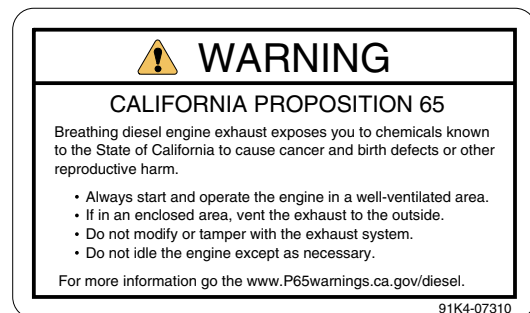 WARNING
CALIFORNIA PROPOSITION 65
Breathing diesel engine exhaust exposes you to chemicals known
to the State of California to cause cancer and birth defects or other
reproductive harm.
• Always start and operate the engine in a well-ventilated area.
• If in an enclosed area, vent the exhaust to the outside.
• Do not modify or tamper with the exhaust system.
• Do not idle the engine except as necessary.
For more information go the www.P65warnings.ca.gov/diesel.
91K4-07310